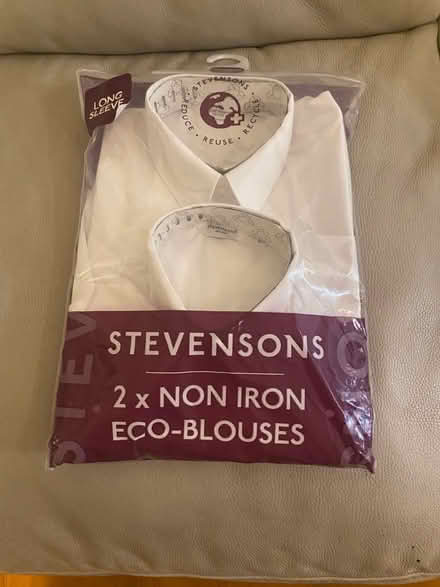 LONG
SLEEVE
STEVENSONS
REDUCE · REUSE · RECYCLE
STEVENSONS
2 x NON IRON
ECO-BLOUSES